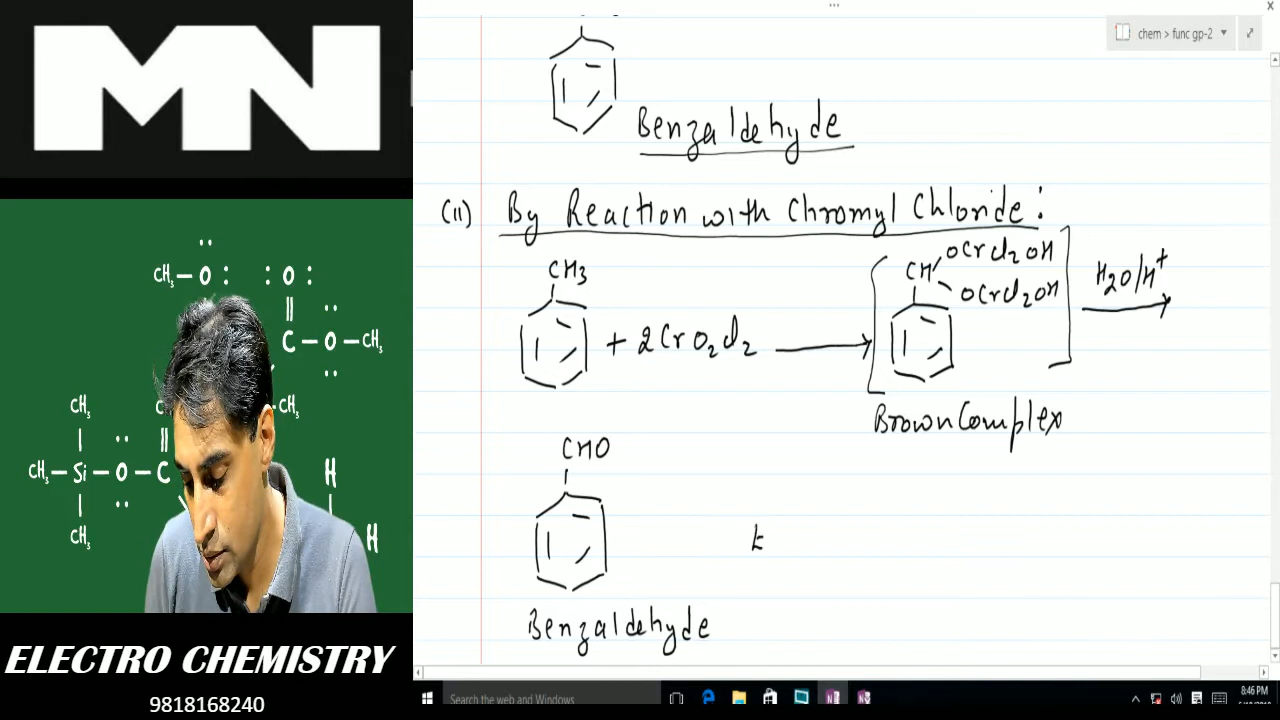 MN
chem > func gp-2
Benzaldehyde
(ii) By Reaction with Chromyl Chloride:
CH3
+ 2CrO2Cl2
CH
OCrCl2OH
OCrCl2OH
H2O/H+
Brown Complex
CHO
Benzaldehyde
CH3 — O :
: O :
C — O — CH3
CH3
CH3
CH3 — Si — O — C
H
CH3
H
ELECTRO CHEMISTRY
9818168240
Search the web and Windows
8:46 PM